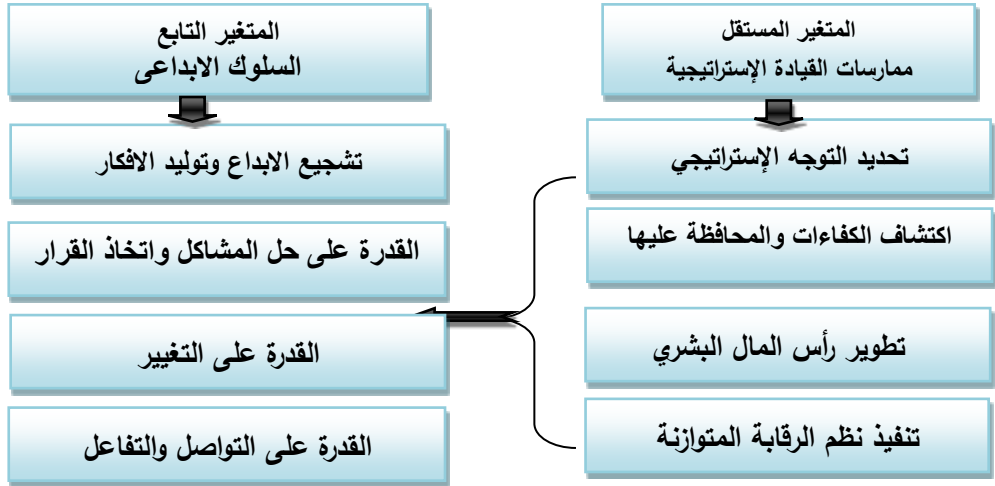 المتغير المستقل
ممارسات القيادة الإستراتيجية
تحديد التوجه الإستراتيجي
اكتشاف الكفاءات والمحافظة عليها
تطوير رأس المال البشري
تنفيذ نظم الرقابة المتوازنة
المتغير التابع
السلوك الابداعى
تشجيع الابداع وتوليد الافكار
القدرة على حل المشاكل واتخاذ القرار
القدرة على التغيير
القدرة على التواصل والتفاعل